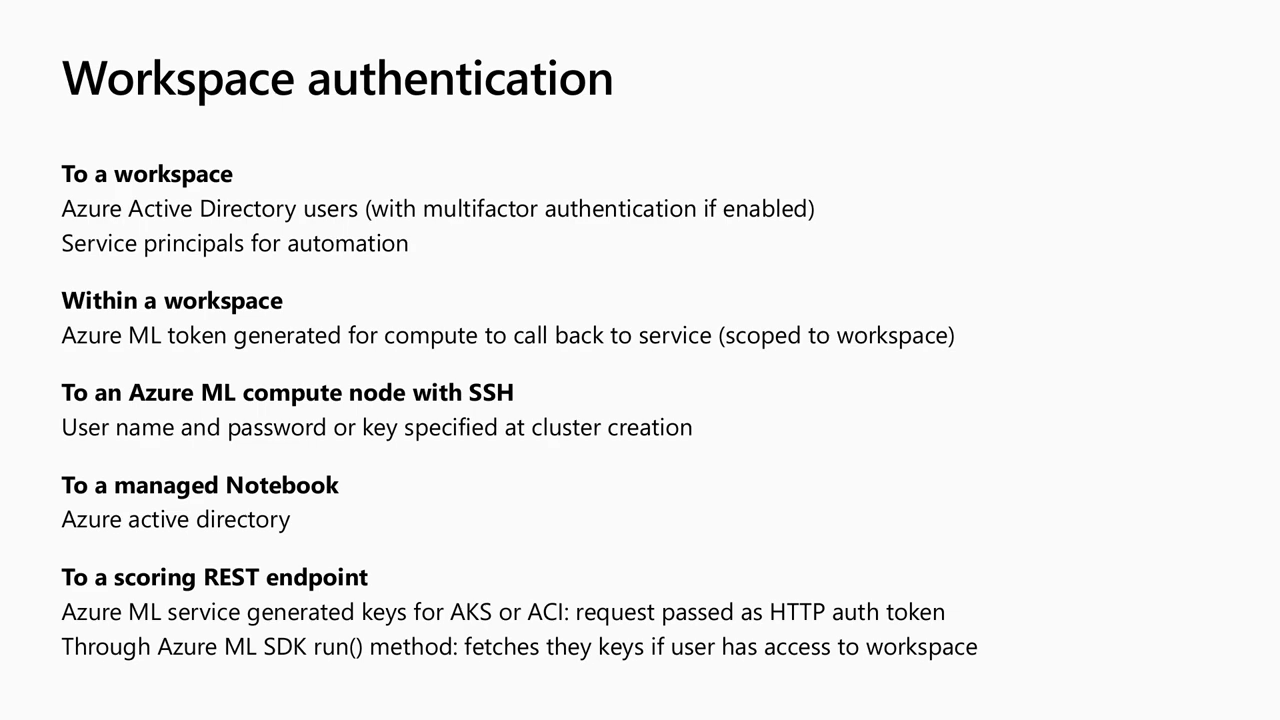 Workspace authentication
To a workspace
Azure Active Directory users (with multifactor authentication if enabled)
Service principals for automation
Within a workspace
Azure ML token generated for compute to call back to service (scoped to workspace)
To an Azure ML compute node with SSH
User name and password or key specified at cluster creation
To a managed Notebook
Azure active directory
To a scoring REST endpoint
Azure ML service generated keys for AKS or ACI: request passed as HTTP auth token
Through Azure ML SDK run() method: fetches they keys if user has access to workspace